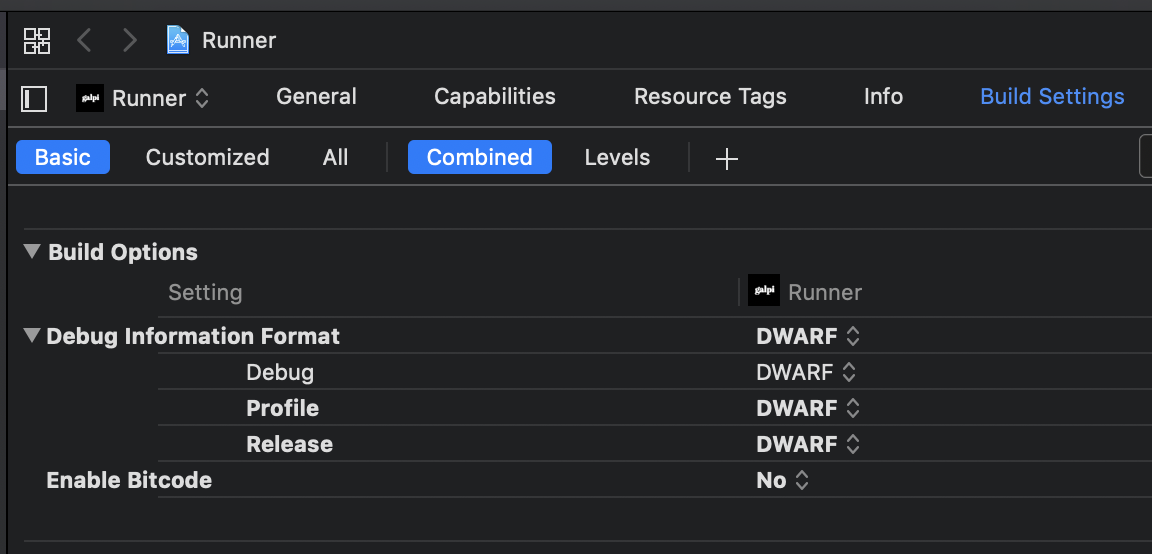 Runner
galpi Runner General Capabilities Resource Tags Info Build Settings
Basic Customized All Combined Levels +
Build Options
Setting galpi Runner
Debug Information Format DWARF
Debug DWARF
Profile DWARF
Release DWARF
Enable Bitcode No